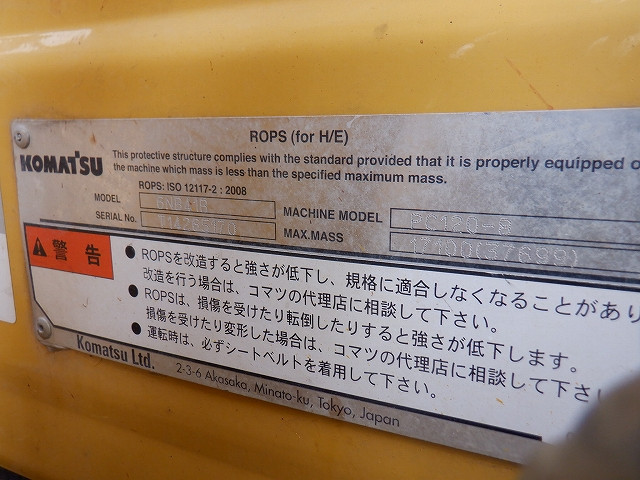 ROPS (for H/E)
KOMATSU
This protective structure complies with the standard provided that it is properly equipped
the machine which mass is less than the specified maximum mass.
ROPS: ISO 12117-2 : 2008
MODEL
SERIAL No.
MACHINE MODEL
MAX.MASS 17100(37699)
警告
● ROPSを改造すると強さが低下し、規格に適合しなくなることがあり
改造を行う場合は、コマツの代理店に相談して下さい。
● ROPSは、損傷を受けたり転倒したりすると強さが低下します。
損傷を受けたり変形した場合は、コマツの代理店に相談して下さ
● 運転時は、必ずシートベルトを着用して下さい。
Komatsu Ltd.
2-3-6 Akasaka, Minato-ku, Tokyo, Japan